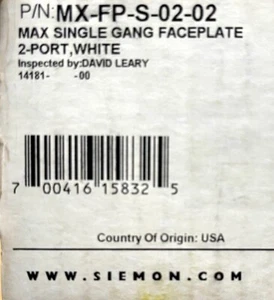 P/N:MX-FP-S-02-02
MAX SINGLE GANG FACEPLATE
2-PORT,WHITE
Inspected by:DAVID LEARY
14181- -00
7 00416 15832 5
Country Of Origin: USA
WWW.SIEMON.COM